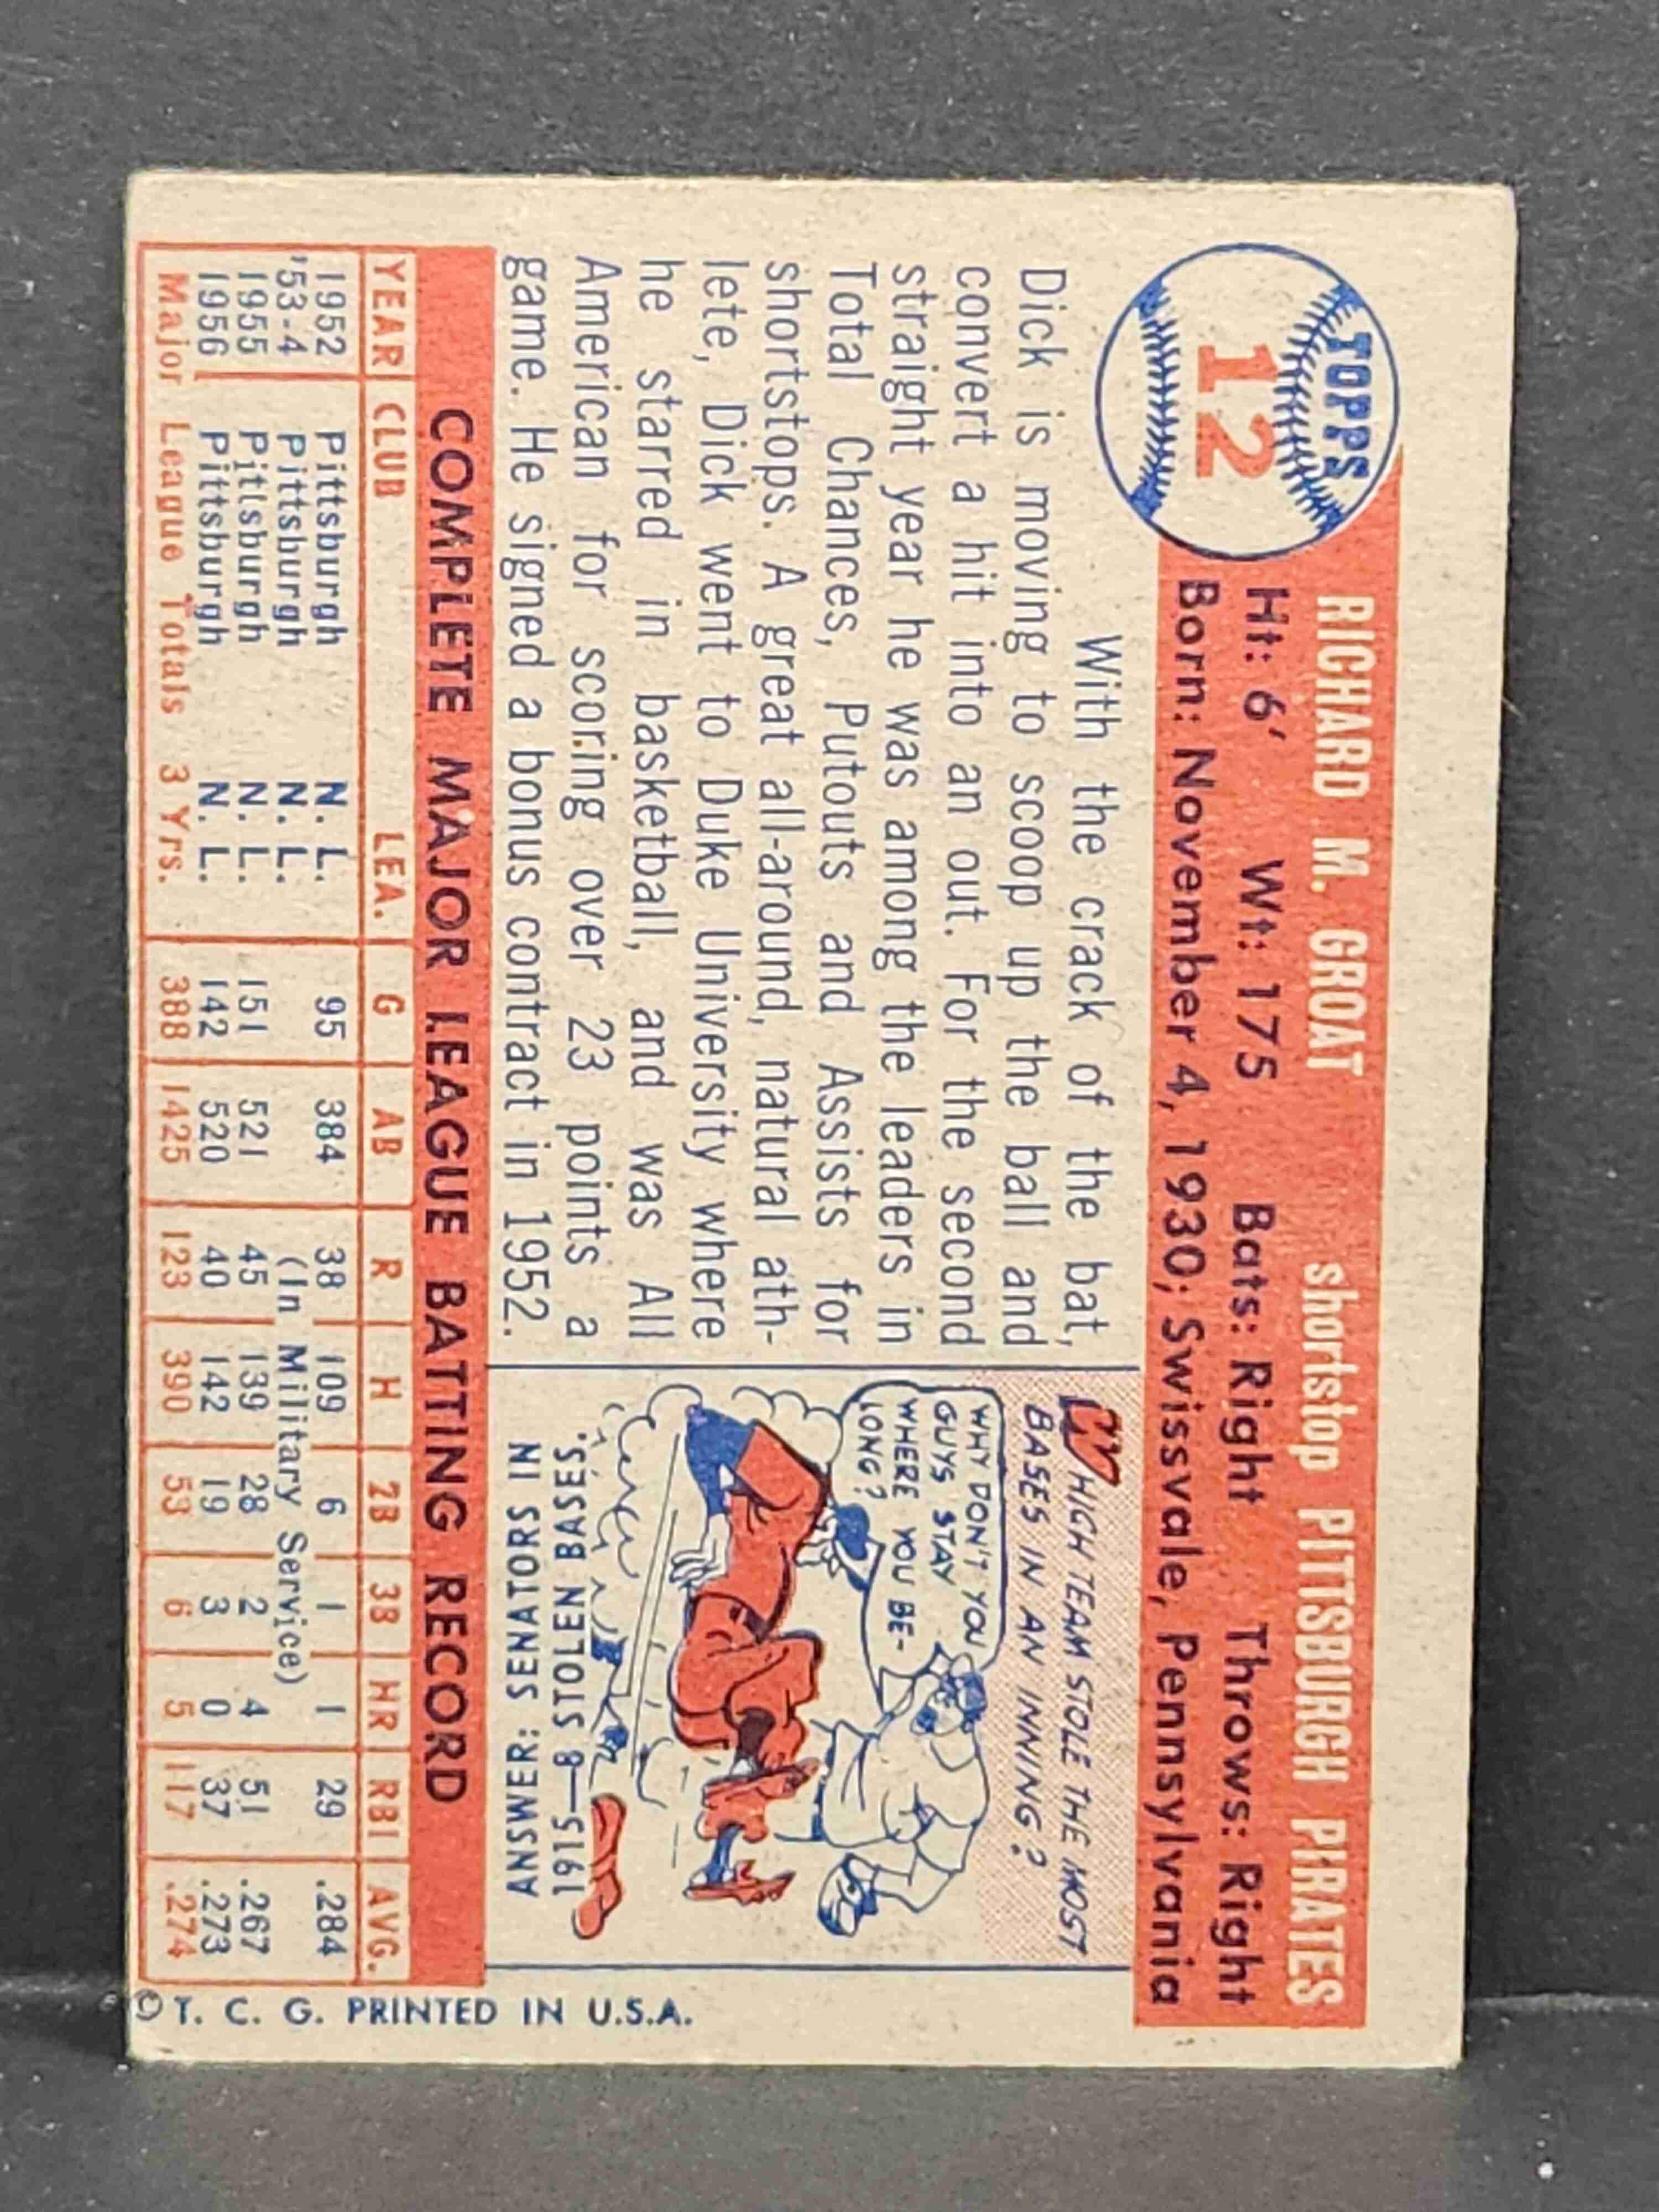 TOPPS
12
RICHARD M. GROAT shortstop PITTSBURGH PIRATES
Ht: 6' Wt: 175 Bats: Right Throws: Right
Born: November 4, 1930; Swissvale, Pennsylvania
With the crack of the bat,
Dick is moving to scoop up the ball and
convert a hit into an out. For the second
straight year he was among the leaders in
Total Chances, Putouts and Assists for
shortstops. A great all-around, natural ath-
lete, Dick went to Duke University where
he starred in basketball, and was All
American for scoring over 23 points a
game. He signed a bonus contract in 1952.
WHICH TEAM STOLE THE MOST
BASES IN AN INNING?
WHY DON'T YOU
GUYS STAY
WHERE YOU BE-
LONG?
ANSWER: SENATORS IN
1915—8 STOLEN BASES.
COMPLETE MAJOR LEAGUE BATTING RECORD
YEAR CLUB LEA. G AB R H 2B 3B HR RBI AVG.
1952 Pittsburgh N. L. 95 384 38 109 6 1 1 29 .284
'53-4 Pittsburgh N. L. (In Military Service)
1955 Pittsburgh N. L. 151 521 45 139 28 2 4 51 .267
1956 Pittsburgh N. L. 142 520 40 142 19 3 0 37 .273
Major League Totals 3 Yrs. 388 1425 123 390 53 6 5 117 .274
© T. C. G. PRINTED IN U.S.A.